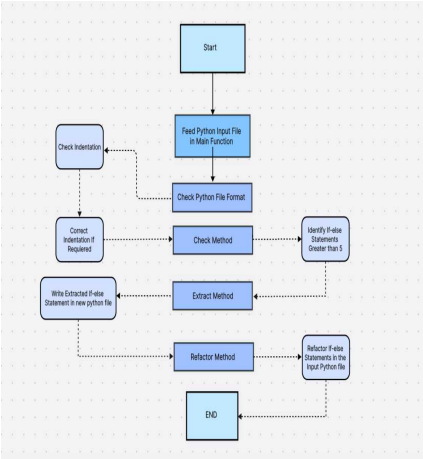 Start
Feed Python Input File
in Main Function
Check Indentation
Check Python File Format
Correct
Indentation If
Requiered
Check Method
Identify If-else
Statements
Greater than 5
Write Extracted If-else
Statement in new python file
Extract Method
Refactor Method
Refactor If-else
Statements in the
Input Python file
END